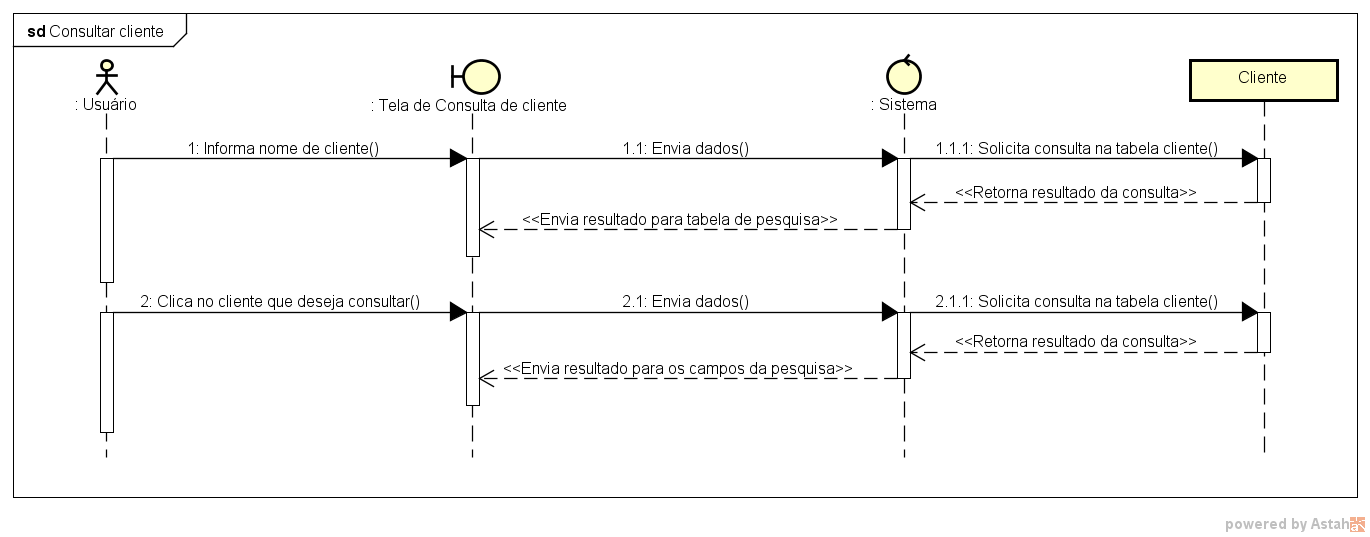 sd Consultar cliente
: Usuário
: Tela de Consulta de cliente
: Sistema
Cliente
1: Informa nome de cliente()
1.1: Envia dados()
1.1.1: Solicita consulta na tabela cliente()
<<Retorna resultado da consulta>>
<<Envia resultado para tabela de pesquisa>>
2: Clica no cliente que deseja consultar()
2.1: Envia dados()
2.1.1: Solicita consulta na tabela cliente()
<<Retorna resultado da consulta>>
<<Envia resultado para os campos da pesquisa>>
powered by Astah